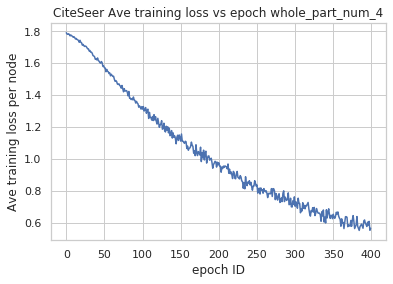 CiteSeer Ave training loss vs epoch whole_part_num_4
Ave training loss per node
1.8
1.6
1.4
1.2
1.0
0.8
0.6
0 50 100 150 200 250 300 350 400
epoch ID